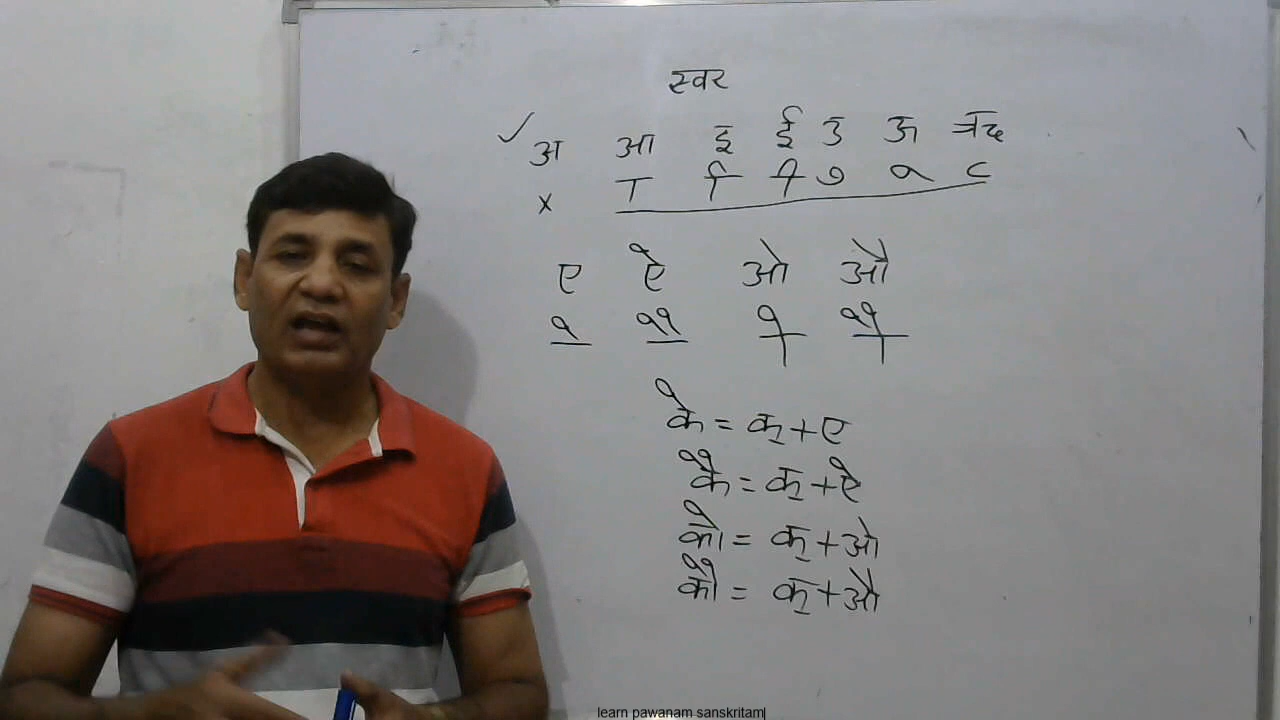 स्वर
✓ अ आ इ ई उ ऊ ऋ
x ा ि ी ु ू ृ
ए ऐ ओ औ
े ै ो ौ
के = क् + ए
कै = क् + ऐ
को = क् + ओ
कौ = क् + औ
learn pawanam sanskritam|